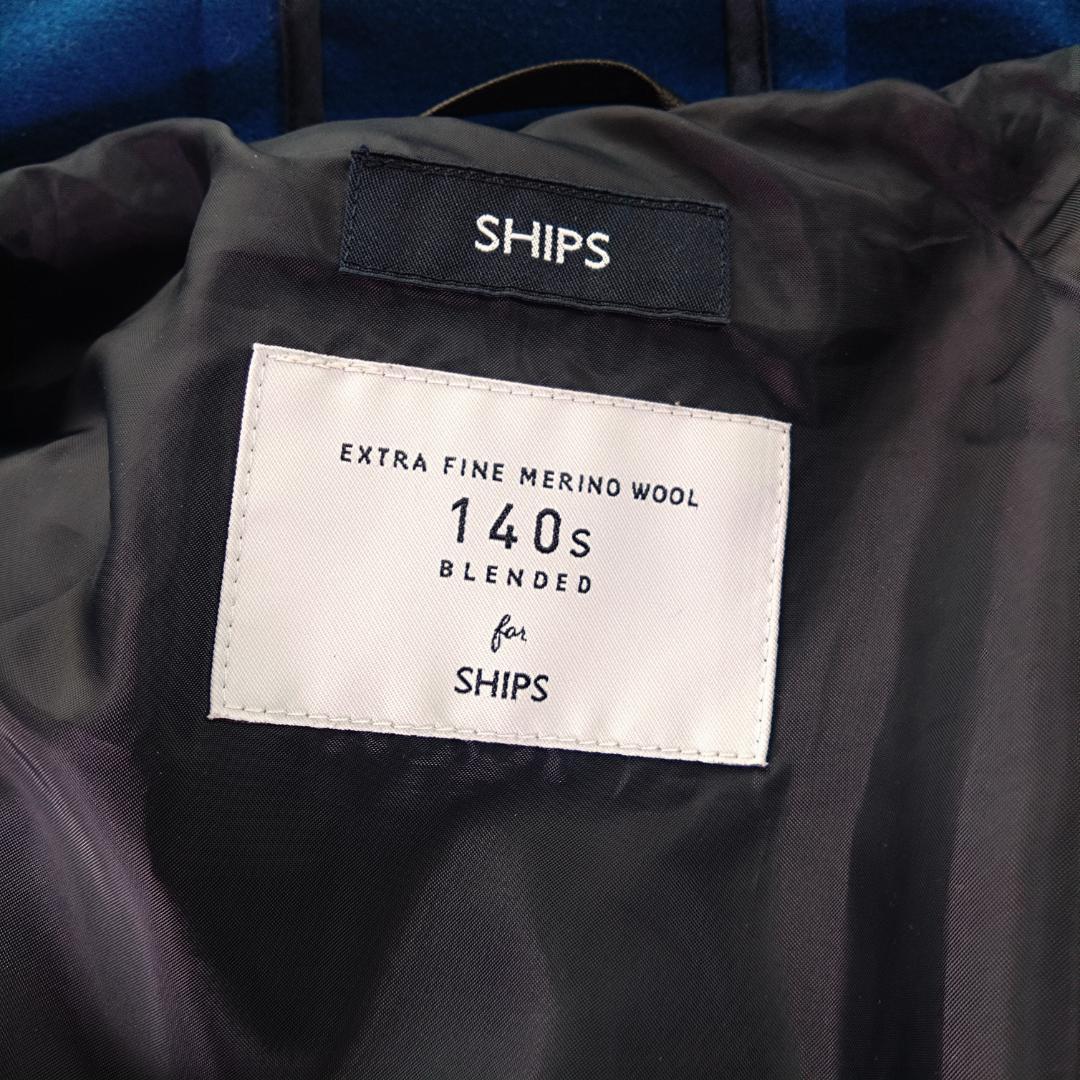 SHIPS
EXTRA FINE MERINO WOOL
140s
BLENDED
for
SHIPS